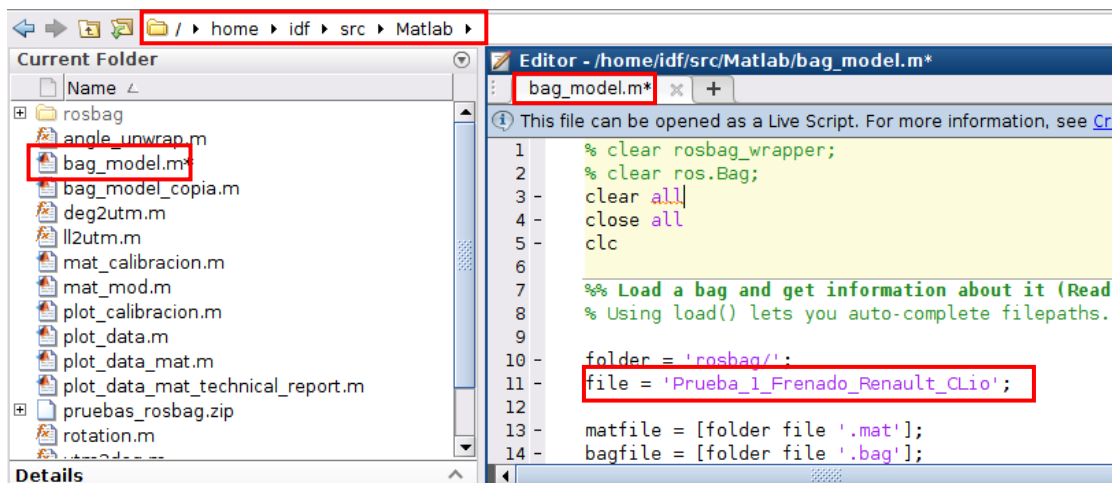 / home idf src Matlab
Current Folder
Name
rosbag
angle_unwrap.m
bag_model.m*
bag_model_copia.m
deg2utm.m
ll2utm.m
mat_calibracion.m
mat_mod.m
plot_calibracion.m
plot_data.m
plot_data_mat.m
plot_data_mat_technical_report.m
pruebas_rosbag.zip
rotation.m
Details
Editor - /home/idf/src/Matlab/bag_model.m*
bag_model.m* × +
This file can be opened as a Live Script. For more information, see Cr
1 % clear rosbag_wrapper;
2 % clear ros.Bag;
3 - clear all
4 - close all
5 - clc
6
7 %% Load a bag and get information about it (Read
8 % Using load() lets you auto-complete filepaths.
9
10 - folder = 'rosbag/';
11 - file = 'Prueba_1_Frenado_Renault_CLio';
12
13 - matfile = [folder file '.mat'];
14 - bagfile = [folder file '.bag'];